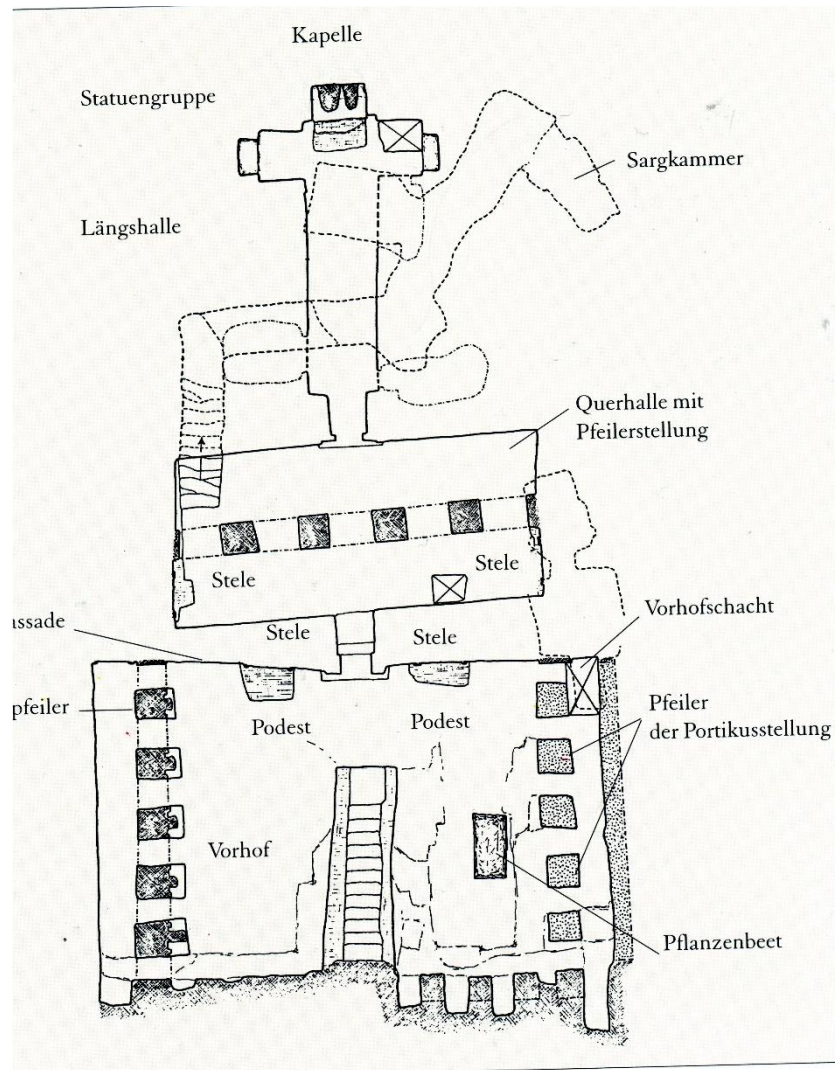 Kapelle
Statuengruppe
Sargkammer
Längshalle
Querhalle mit
Pfeilerstellung
Stele
Stele
Vorhofschacht
assade
Stele
Stele
pfeiler
Pfeiler
der Portikusstellung
Podest
Podest
Vorhof
Pflanzenbeet